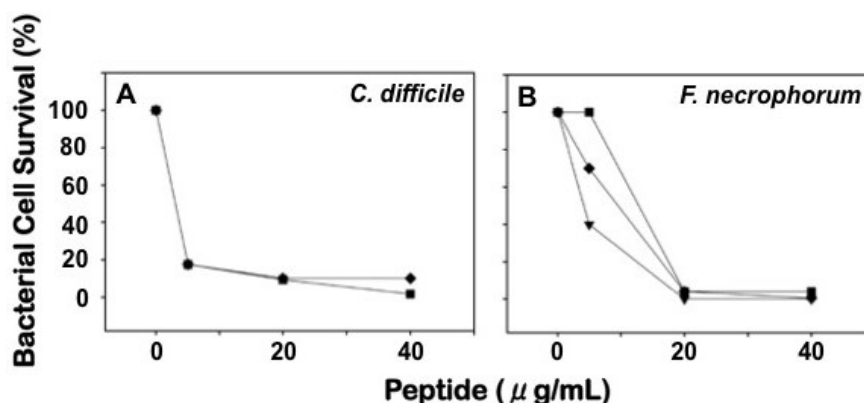 Bacterial Cell Survival (%)
A
C. difficile
B
F. necrophorum
100
80
60
40
20
0
0
20
40
0
20
40
Peptide ( μ g/mL)